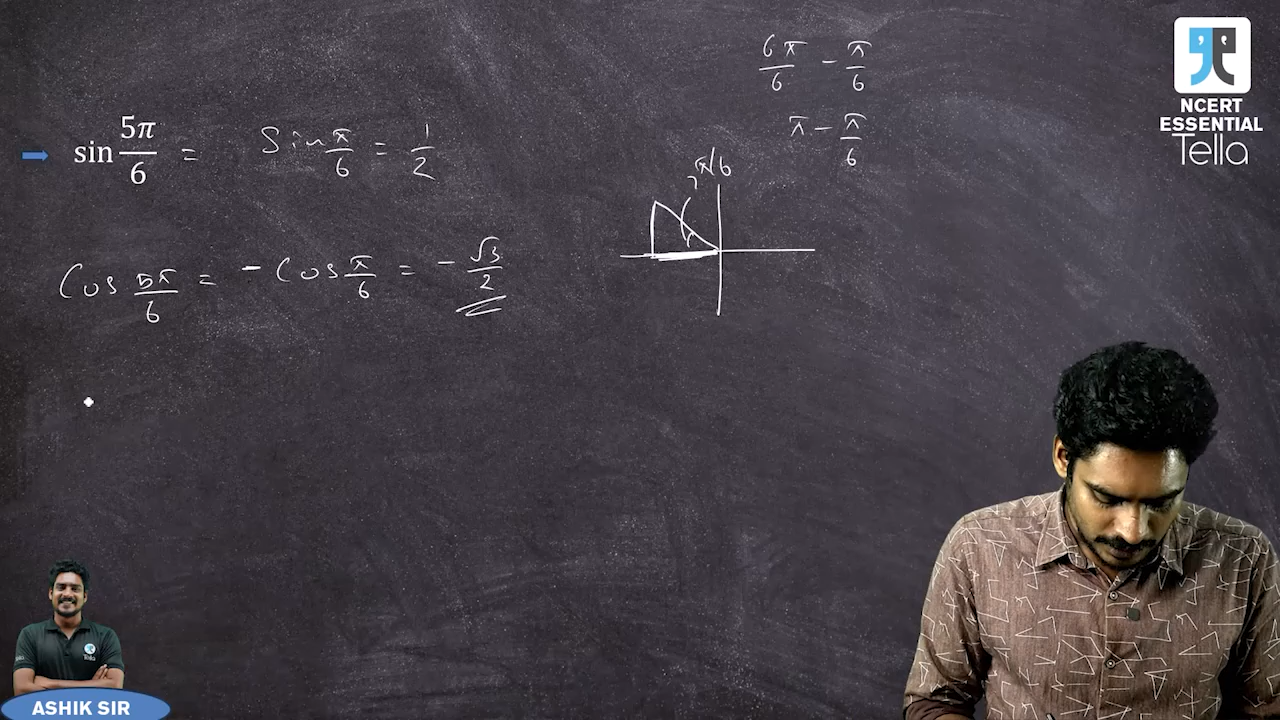 6π/6 - π/6
π - π/6
sin 5π/6 = Sin π/6 = 1/2
π/6
Cos 5π/6 = - Cos π/6 = - √3/2
NCERT
ESSENTIAL
Tella
Tella
ASHIK SIR